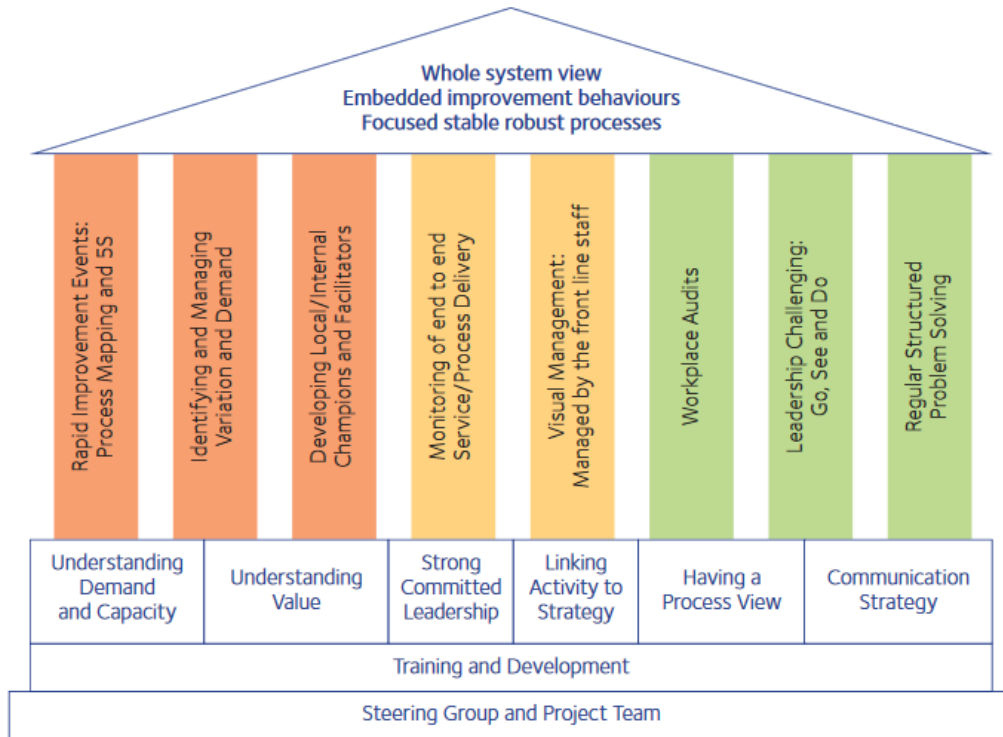 Whole system view
Embedded improvement behaviours
Focused stable robust processes
Rapid Improvement Events:
Process Mapping and 5S
Identifying and Managing
Variation and Demand
Developing Local/Internal
Champions and Facilitators
Monitoring of end to end
Service/Process Delivery
Visual Management:
Managed by the front line staff
Workplace Audits
Leadership Challenging:
Go, See and Do
Regular Structured
Problem Solving
Understanding
Demand
and Capacity
Understanding
Value
Strong
Committed
Leadership
Linking
Activity to
Strategy
Having a
Process View
Communication
Strategy
Training and Development
Steering Group and Project Team